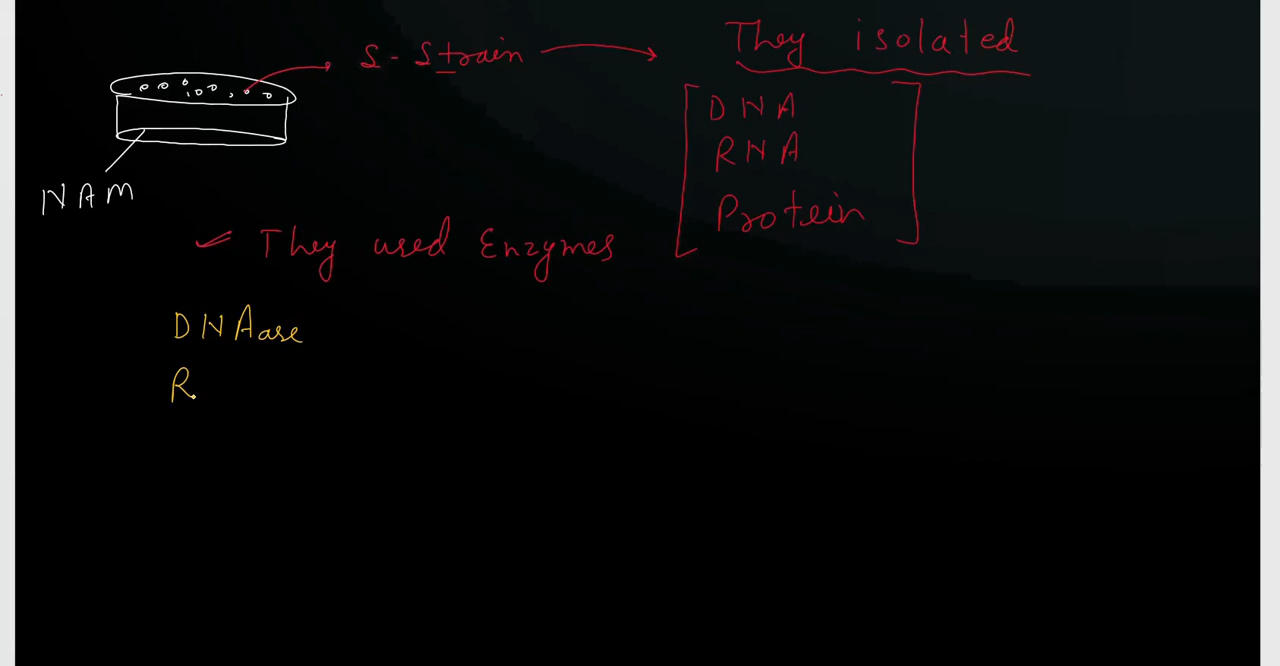 S - Strain
They isolated
DNA
RNA
Protein
NAM
They used Enzymes
DNAase
R